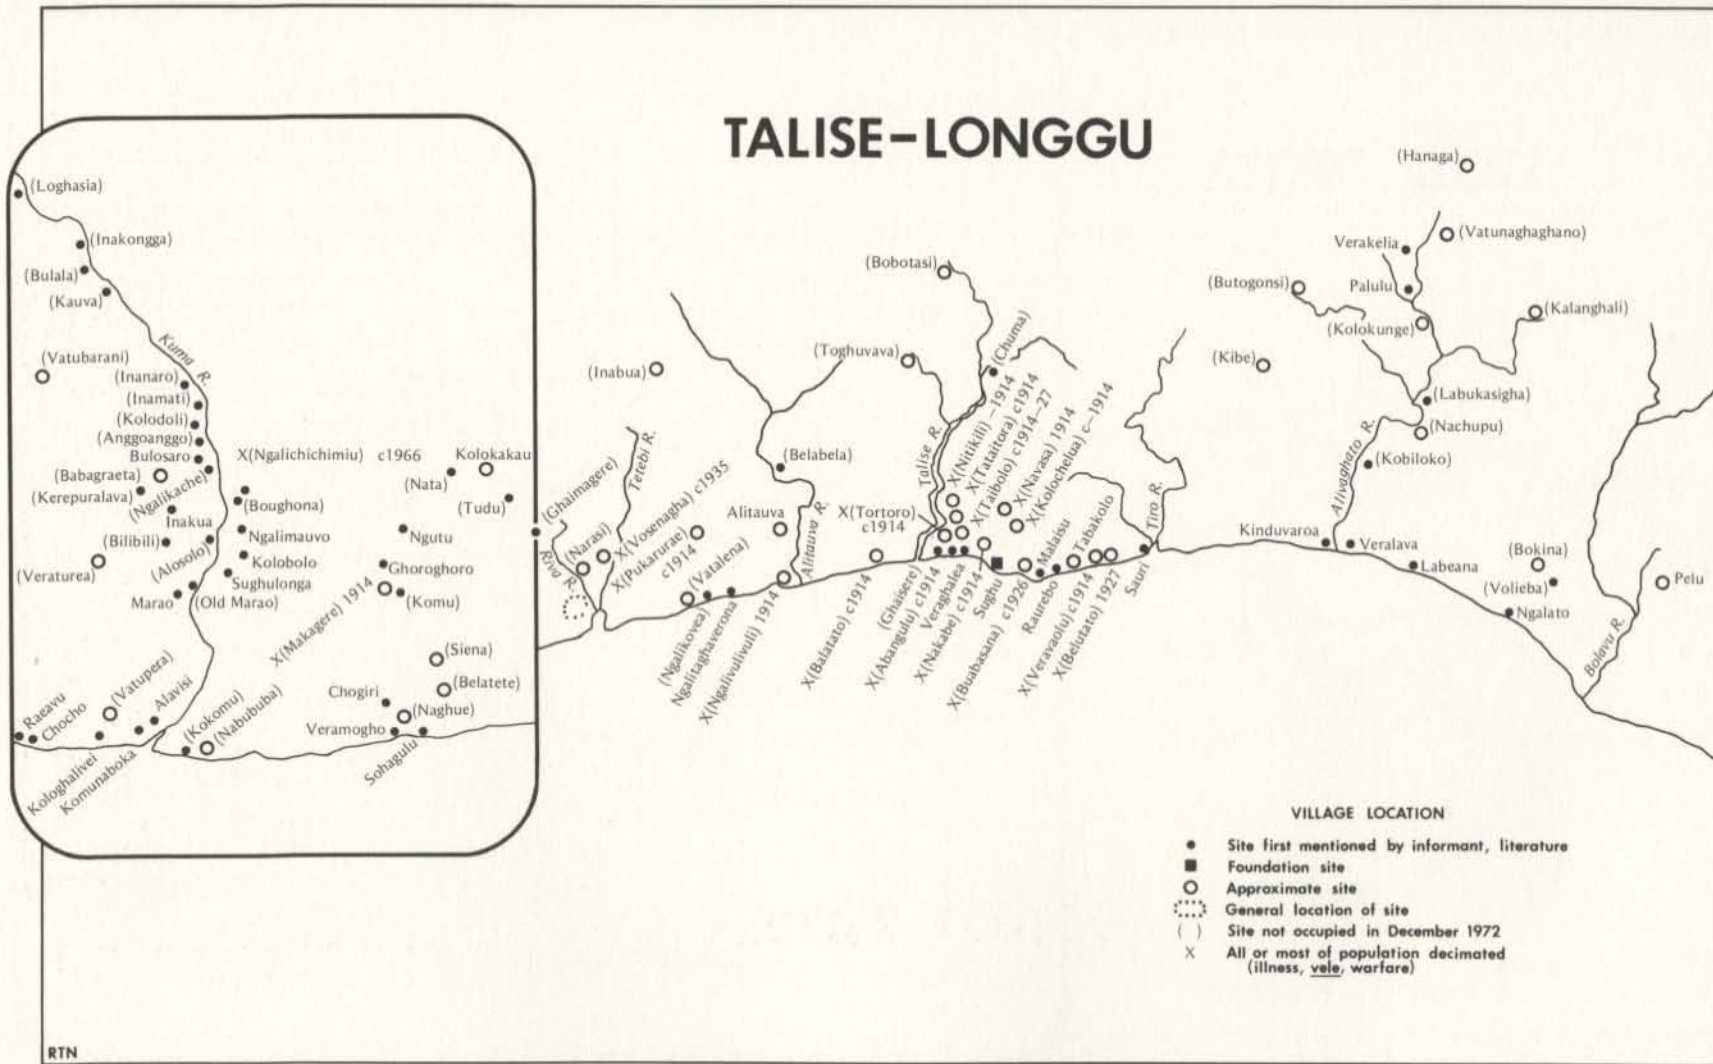 TALISE–LONGGU
(Loghasia)
(Inakongga)
(Bulala)
(Kauva)
Kuma R.
(Vatubarani)
(Inanaro)
(Inamati)
(Kolodoli)
(Anggoanggo)
Bulosaro
(Babagraeta)
(Kerepuralava)
(Ngalikache)
Inakua
(Bilibili)
(Alosolo)
(Veraturea)
Marao
(Old Marao)
X(Ngalichichimiu) c1966
(Boughona)
Ngalimauvo
Kolobolo
Sughulonga
(Nata)
Kolokakau
(Tudu)
Ngutu
Ghoroghoro
(Komu)
X(Makagere) 1914
(Siena)
(Belatete)
Chogiri
(Naghue)
Veramogho
Sohagulu
Raeavu
Chocho
(Vatupera)
Alavisi
Kologhalivei
Komunaboka
(Kokomu)
(Nabububa)
(Ghaimagere)
Riva R.
(Narasi)
Tetebi R.
(Inabua)
X(Vosenagha) c1935
X(Pukarurae)
c1914
(Vatalena)
(Ngalikovea)
Ngalitaghaverona
X(Ngalivulivuli) 1914
Alitauva
(Belabela)
Alitauva R.
(Toghuvava)
(Bobotasi)
(Chuma)
Talise R.
X(Nitikili)–1914
X(Tataitora) c1914
X(Taibolo) c1914–27
X(Navasa) 1914
X(Kolochelua) c–1914
X(Tortoro)
c1914
X(Balatato) c1914
(Ghaisere)
X(Abangulu) c1914
Veraghalea
X(Nakabe) c1914
Sughu
X(Buabasana) c1926
Malaisu
Raurebo
Tabakolo
X(Veravaolu) c1914
X(Belutato) 1927
Sauri
Tiro R.
(Hanaga)
(Vatunaghaghano)
Verakelia
Palulu
(Butogonsi)
(Kolokunge)
(Kalanghali)
(Kibe)
(Labukasigha)
(Nachupu)
Alivaghato R.
(Kobiloko)
Kinduvaroa
Veralava
Labeana
(Bokina)
(Volieba)
Ngalato
Pelu
Bolavu R.
VILLAGE LOCATION
Site first mentioned by informant, literature
Foundation site
Approximate site
General location of site
( ) Site not occupied in December 1972
X All or most of population decimated
(illness, vele, warfare)
RTN